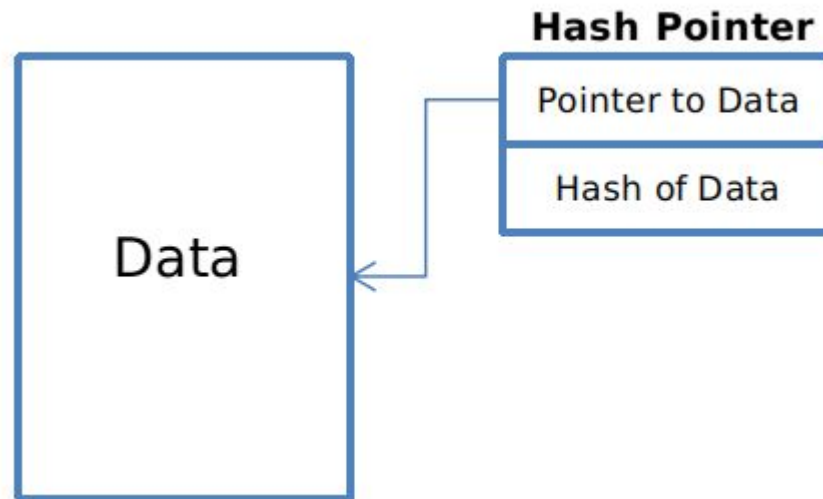 Hash Pointer
Pointer to Data
Hash of Data
Data